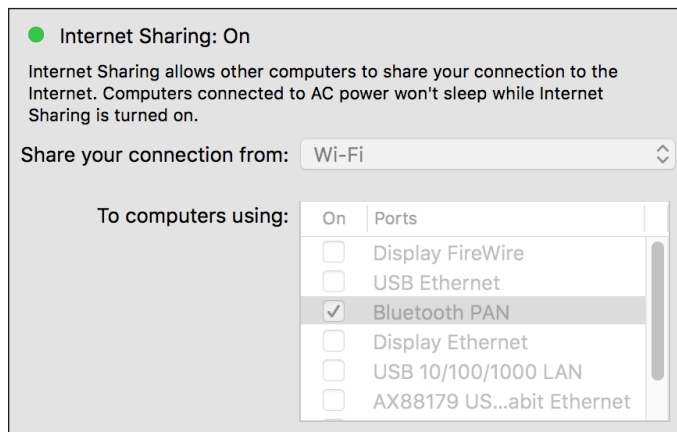 Internet Sharing: On
Internet Sharing allows other computers to share your connection to the
Internet. Computers connected to AC power won't sleep while Internet
Sharing is turned on.
Share your connection from: Wi-Fi
To computers using: On Ports
Display FireWire
USB Ethernet
Bluetooth PAN
Display Ethernet
USB 10/100/1000 LAN
AX88179 US...abit Ethernet